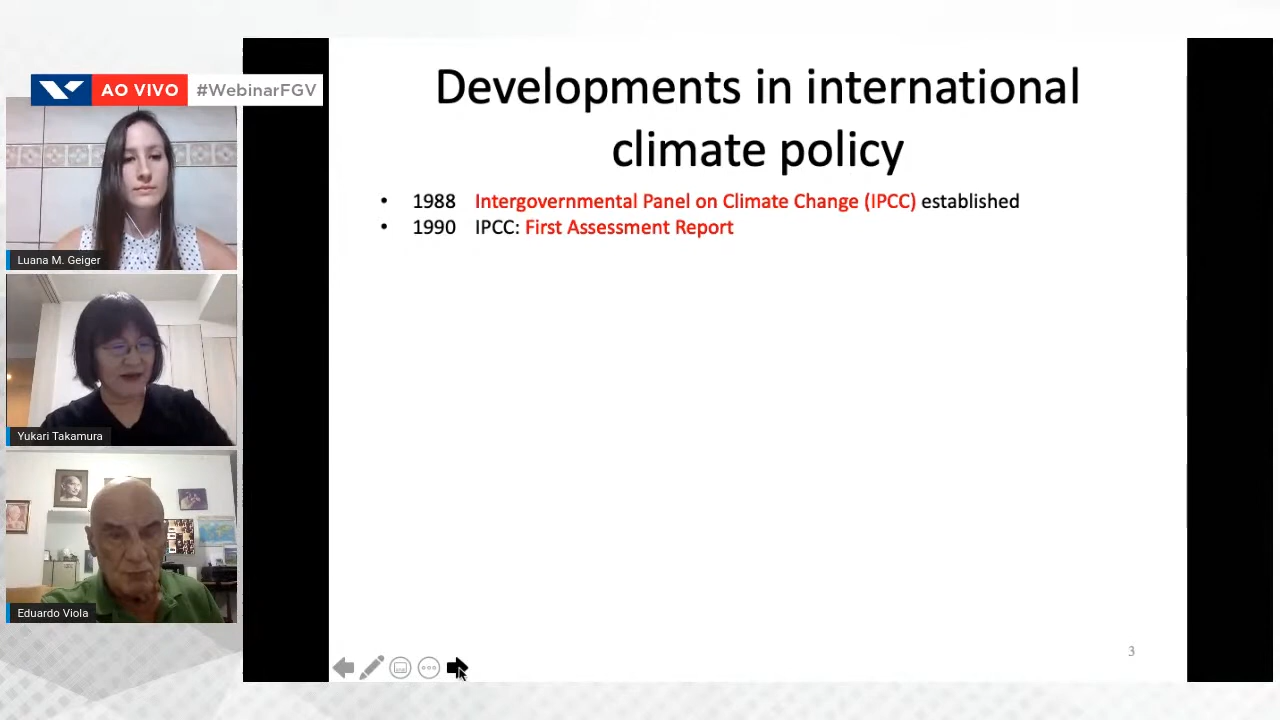 AO VIVO #WebinarFGV
Luana M. Geiger
Yukari Takamura
Eduardo Viola
Developments in international
climate policy
• 1988 Intergovernmental Panel on Climate Change (IPCC) established
• 1990 IPCC: First Assessment Report
3